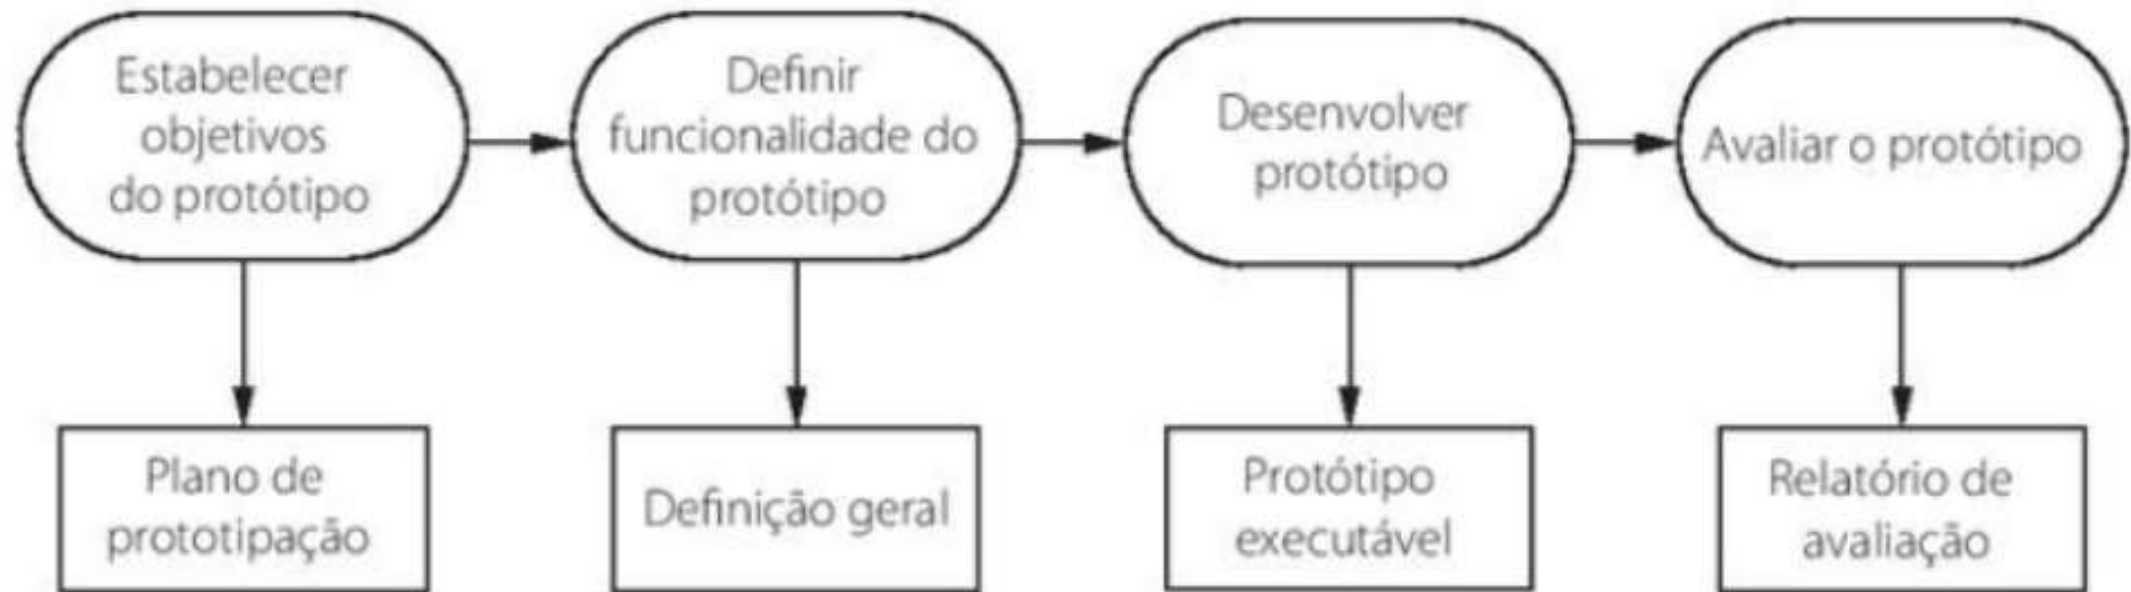 Estabelecer
objetivos
do protótipo
Definir
funcionalidade do
protótipo
Desenvolver
protótipo
Avaliar o protótipo
Plano de
prototipação
Definição geral
Protótipo
executável
Relatório de
avaliação